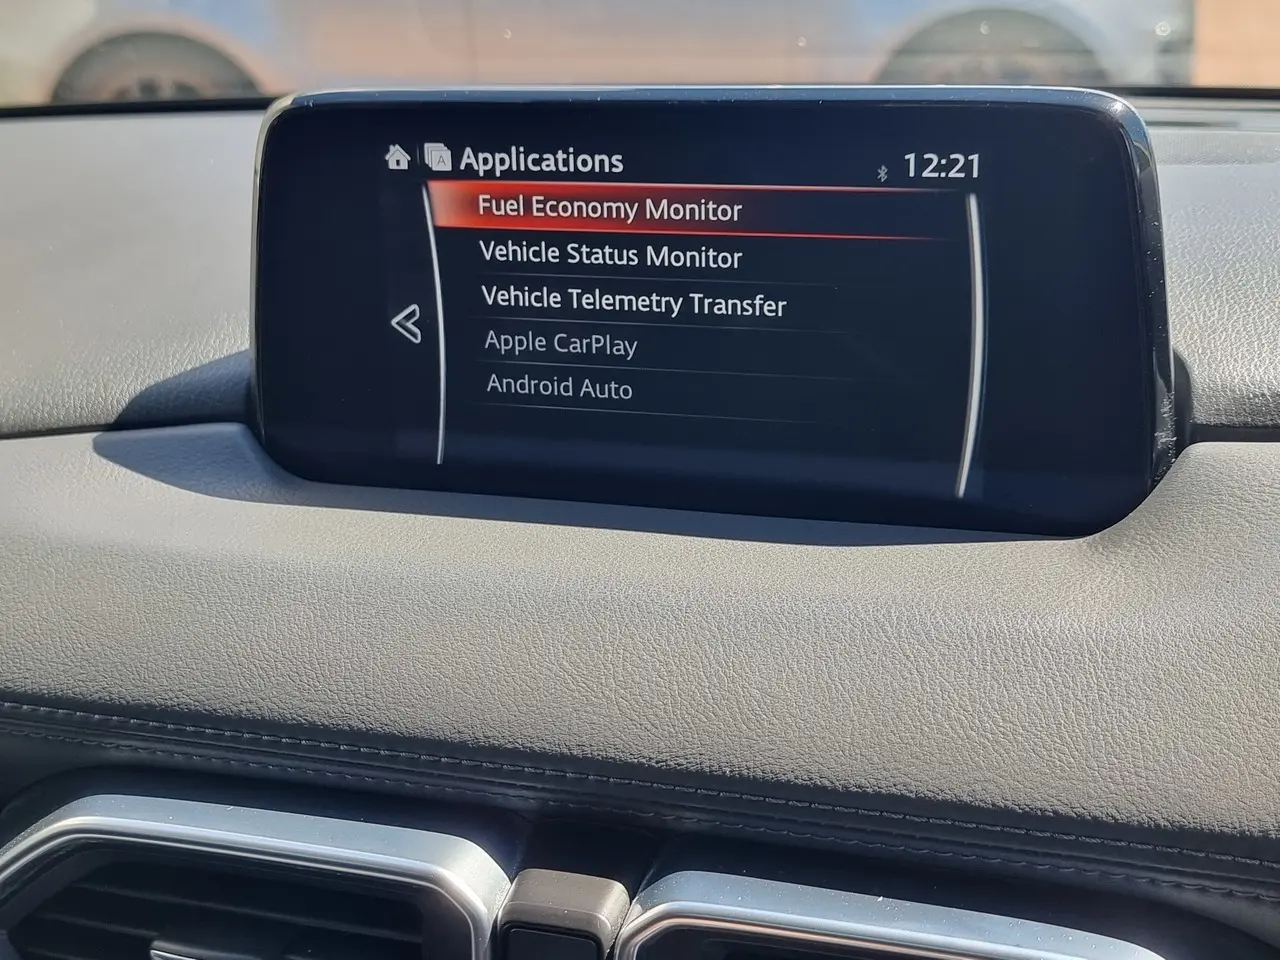 Applications
12:21
Fuel Economy Monitor
Vehicle Status Monitor
Vehicle Telemetry Transfer
Apple CarPlay
Android Auto